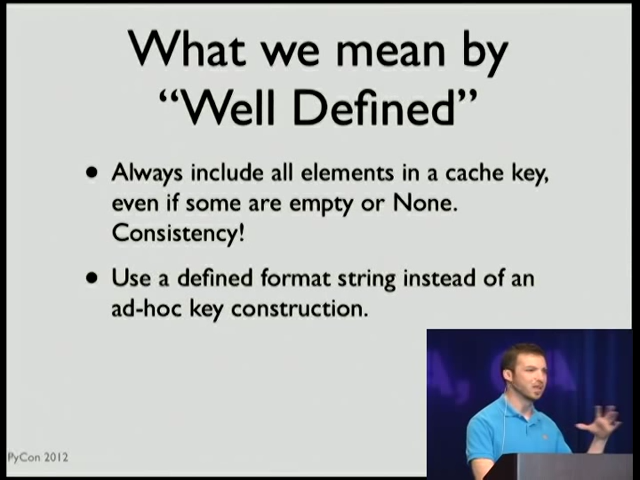 What we mean by
“Well Defined”
• Always include all elements in a cache key,
even if some are empty or None.
Consistency!
• Use a defined format string instead of an
ad-hoc key construction.
PyCon 2012